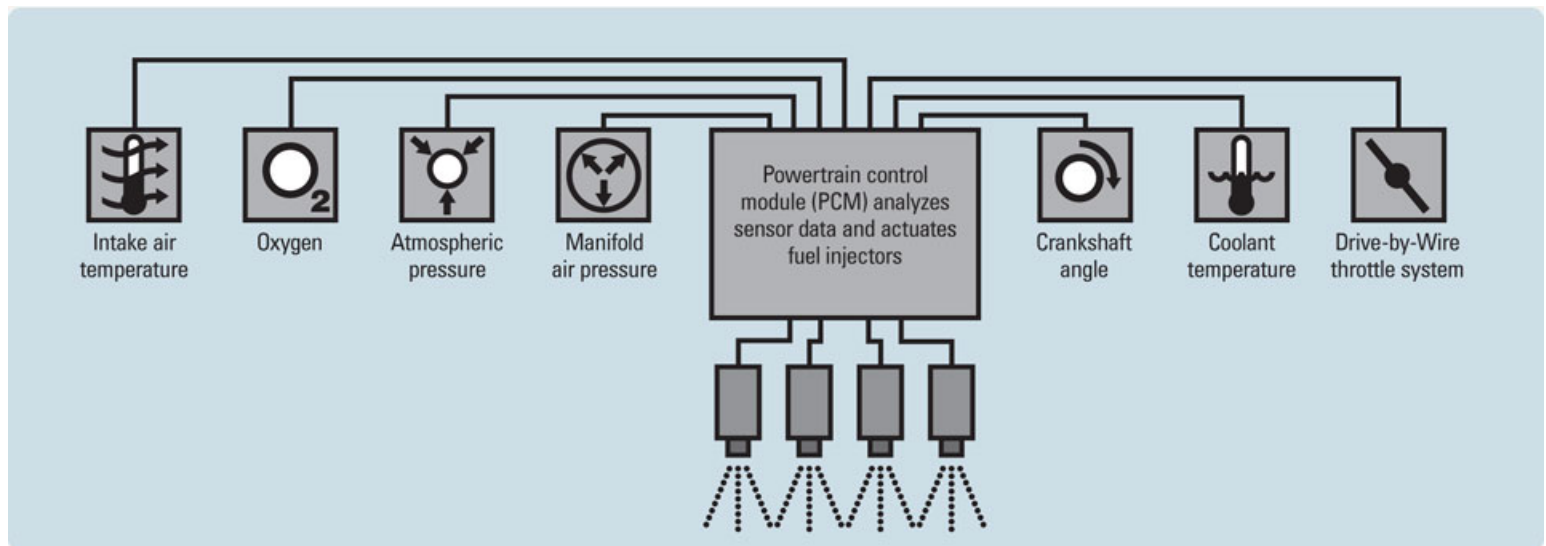 Powertrain control
module (PCM) analyzes
sensor data and actuates
fuel injectors
2
Intake air
temperature
Oxygen
Atmospheric
pressure
Manifold
air pressure
Crankshaft
angle
Coolant
temperature
Drive-by-Wire
throttle system